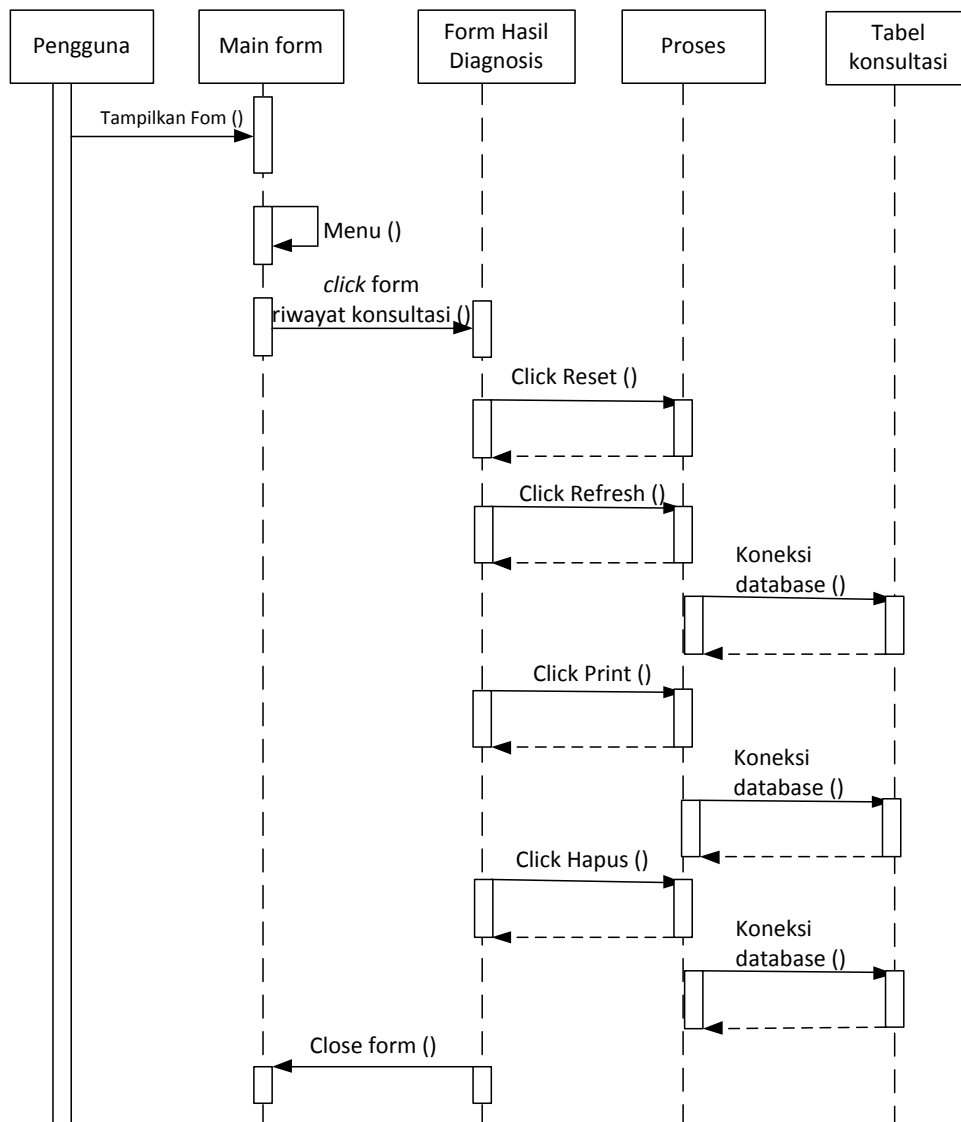 Pengguna
Main form
Form Hasil
Diagnosis
Proses
Tabel
konsultasi
Tampilkan Fom ()
Menu ()
click form
riwayat konsultasi ()
Click Reset ()
Click Refresh ()
Koneksi
database ()
Click Print ()
Koneksi
database ()
Click Hapus ()
Koneksi
database ()
Close form ()